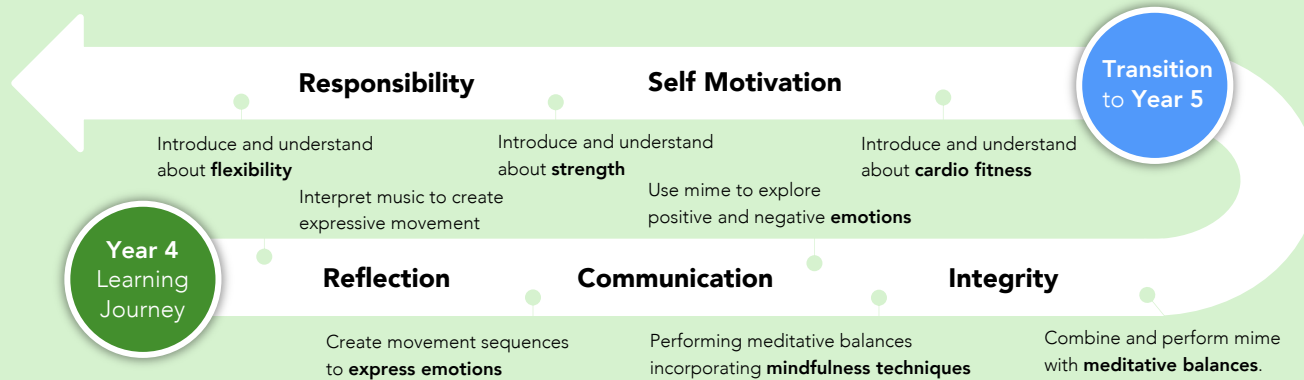 Responsibility
Self Motivation
Transition
to Year 5
Introduce and understand
about flexibility
Introduce and understand
about strength
Introduce and understand
about cardio fitness
Interpret music to create
expressive movement
Use mime to explore
positive and negative emotions
Year 4
Learning
Journey
Reflection
Communication
Integrity
Create movement sequences
to express emotions
Performing meditative balances
incorporating mindfulness techniques
Combine and perform mime
with meditative balances.